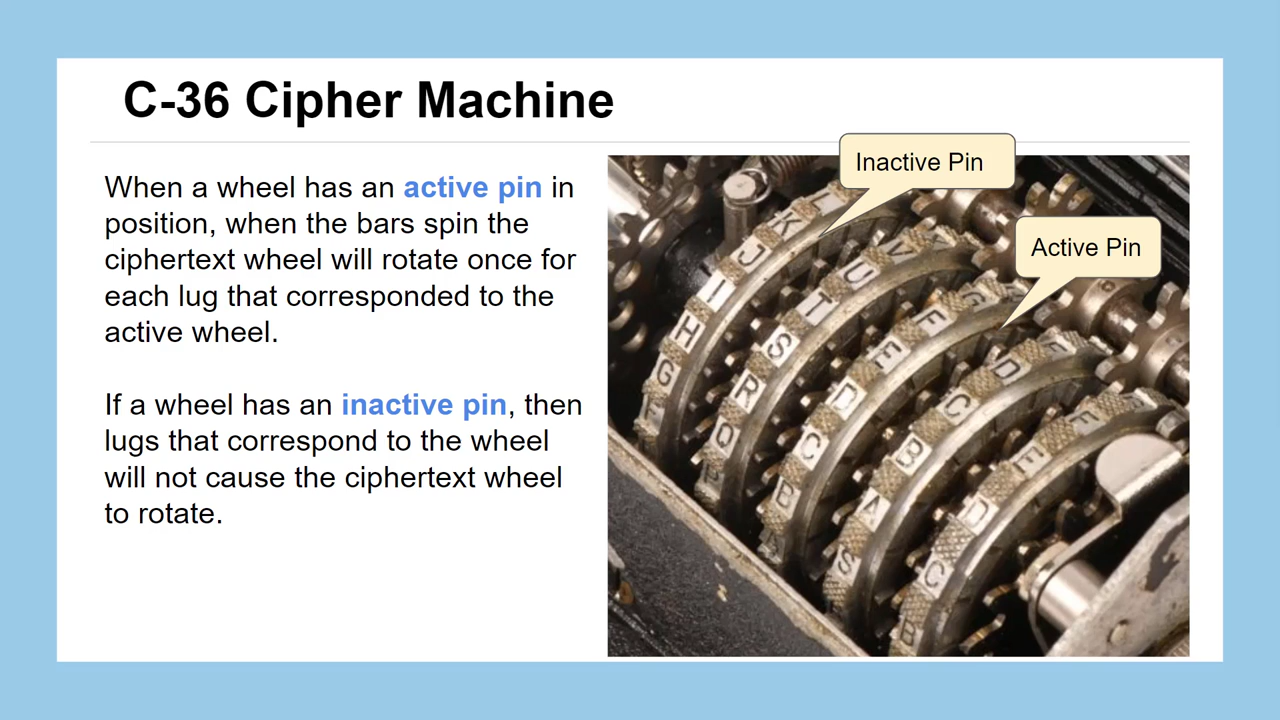 C-36 Cipher Machine
When a wheel has an active pin in
position, when the bars spin the
ciphertext wheel will rotate once for
each lug that corresponded to the
active wheel.
If a wheel has an inactive pin, then
lugs that correspond to the wheel
will not cause the ciphertext wheel
to rotate.
Inactive Pin
Active Pin
L
K
J
I
H
G
F
V
U
T
S
R
Q
P
G
F
E
D
C
B
A
E
D
C
B
A
S
F
E
D
C
B